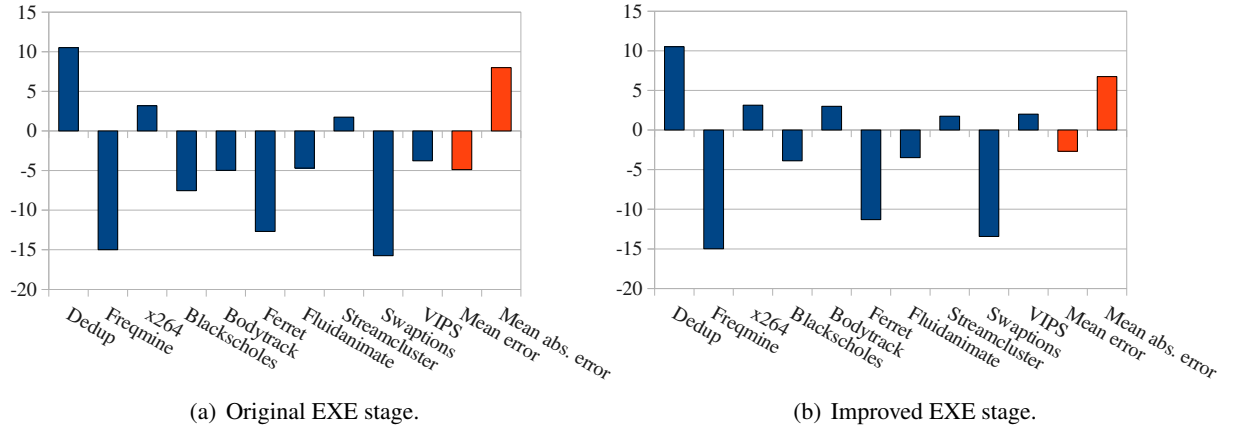 15
10
5
0
-5
-10
-15
-20
Dedup
Freqmine
x264
Blackscholes
Bodytrack
Ferret
Fluidanimate
Streamcluster
Swaptions
VIPS
Mean error
Mean abs. error
(a) Original EXE stage.
15
10
5
0
-5
-10
-15
-20
Dedup
Freqmine
x264
Blackscholes
Bodytrack
Ferret
Fluidanimate
Streamcluster
Swaptions
VIPS
Mean error
Mean abs. error
(b) Improved EXE stage.